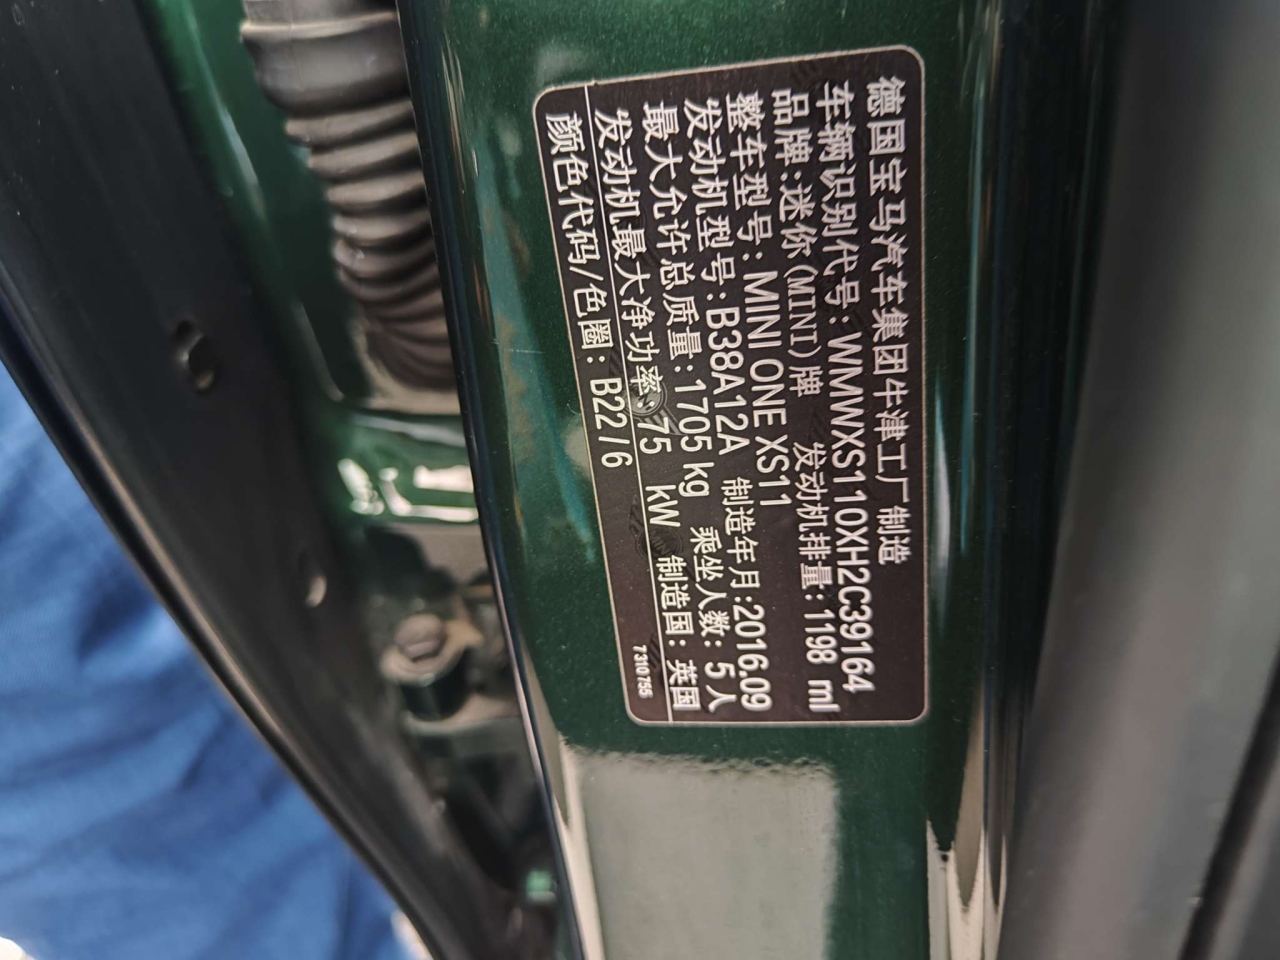 德国宝马汽车集团牛津工厂制造
车辆识别代号: WMWXS110XH2C39164
品牌:迷你(MINI)牌 发动机排量: 1198 ml
整车型号: MINI ONE XS11
发动机型号: B38A12A 制造年月:2016.09
最大允许总质量: 1705 kg 乘坐人数: 5 人
发动机最大净功率: 75 kW 制造国: 英国
颜色代码/色圈: B22 / 6
7310755